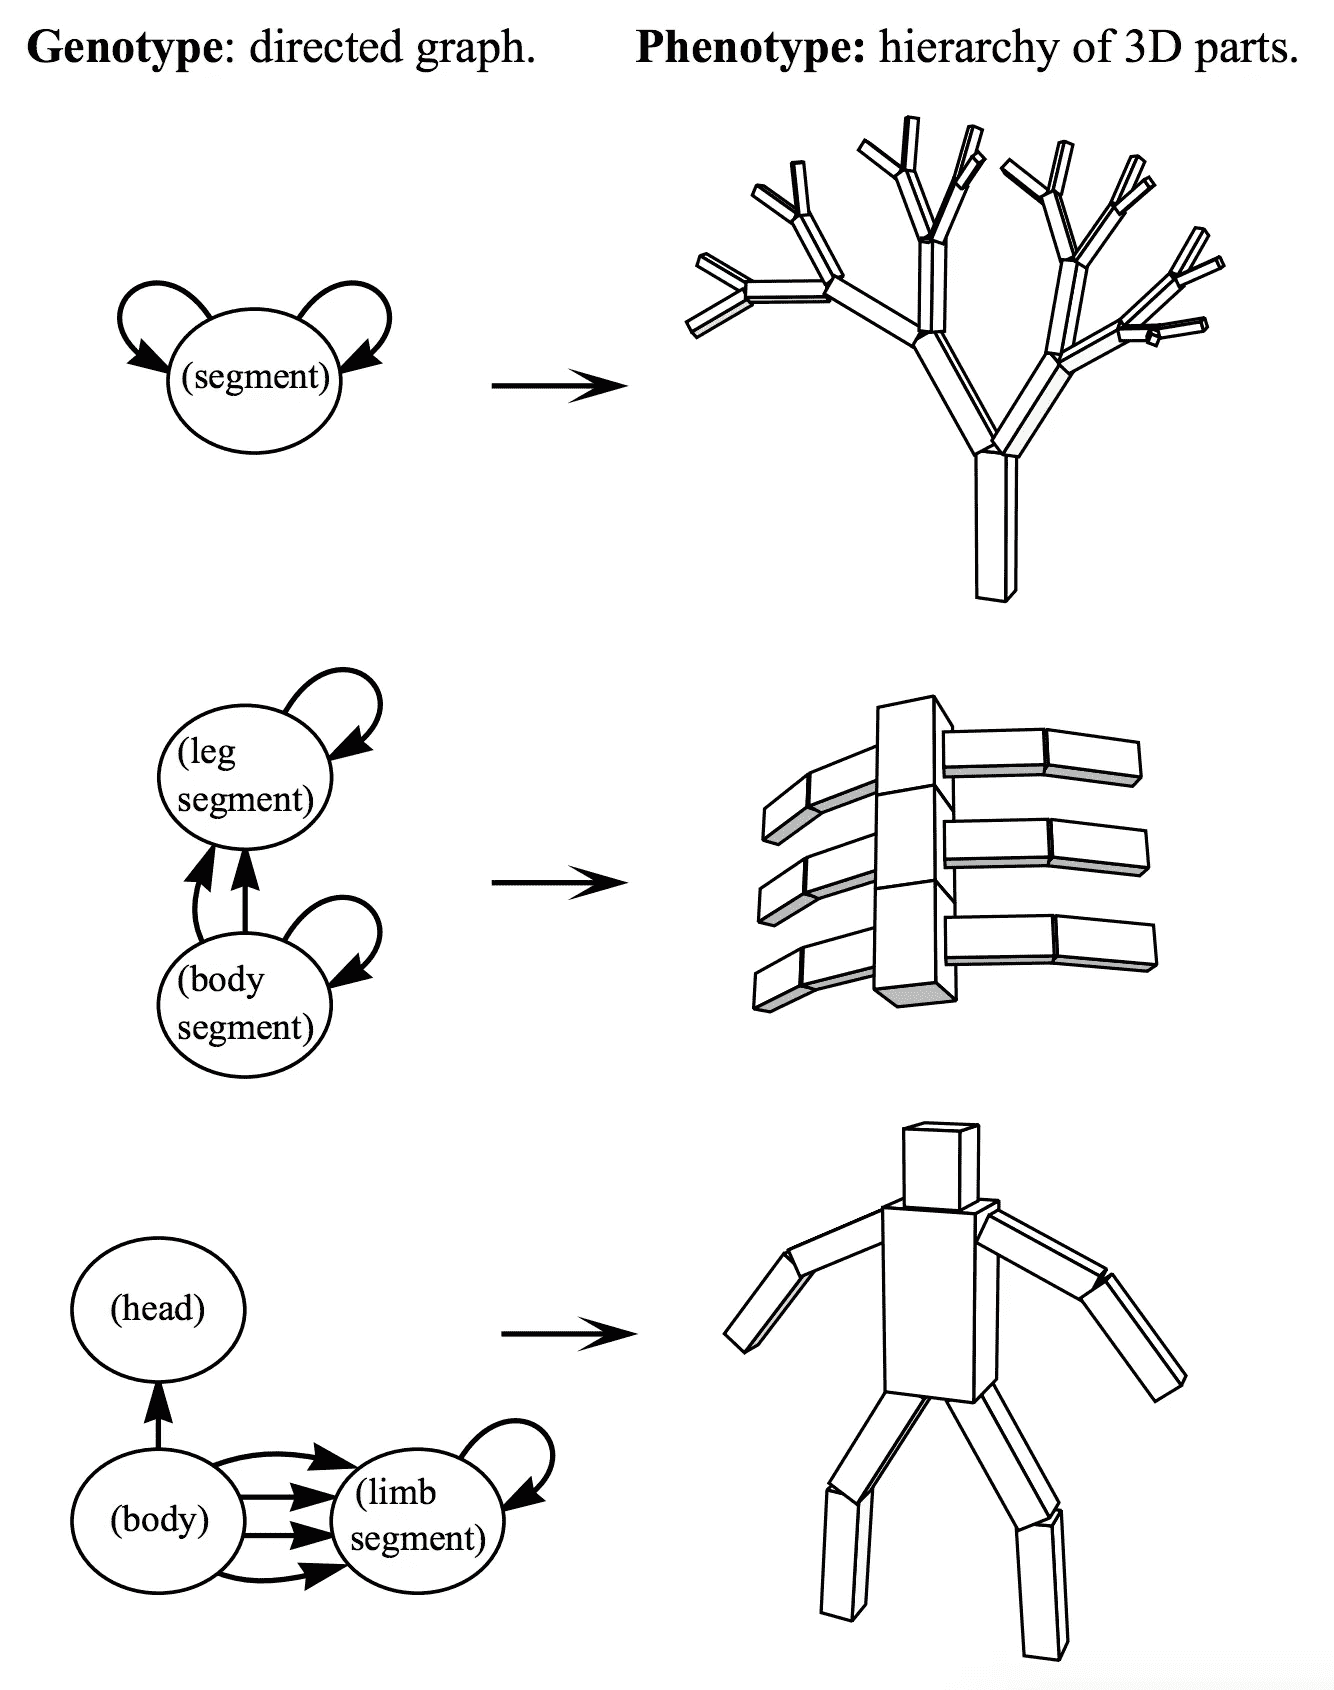 Genotype: directed graph.
Phenotype: hierarchy of 3D parts.
(segment)
(leg
segment)
(body
segment)
(head)
(body)
(limb
segment)